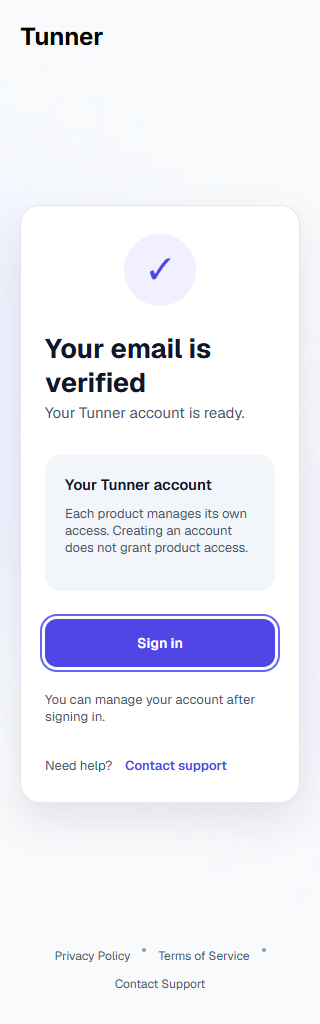 Tunner
✓
Your email is
verified
Your Tunner account is ready.
Your Tunner account
Each product manages its own
access. Creating an account
does not grant product access.
Sign in
You can manage your account after
signing in.
Need help? Contact support
Privacy Policy • Terms of Service •
Contact Support